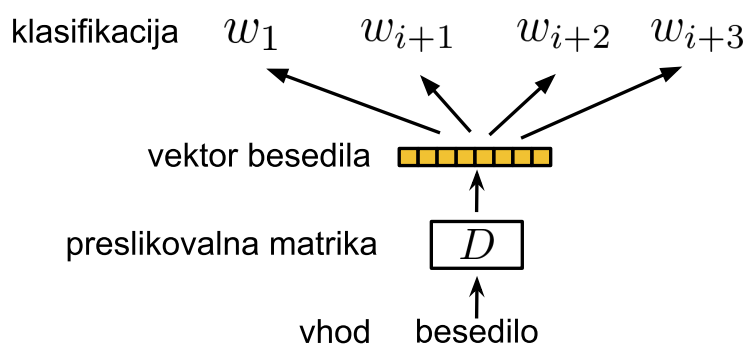 klasifikacija w₁ wᵢ₊₁ wᵢ₊₂ wᵢ₊₃
vektor besedila
preslikovalna matrika D
vhod besedilo